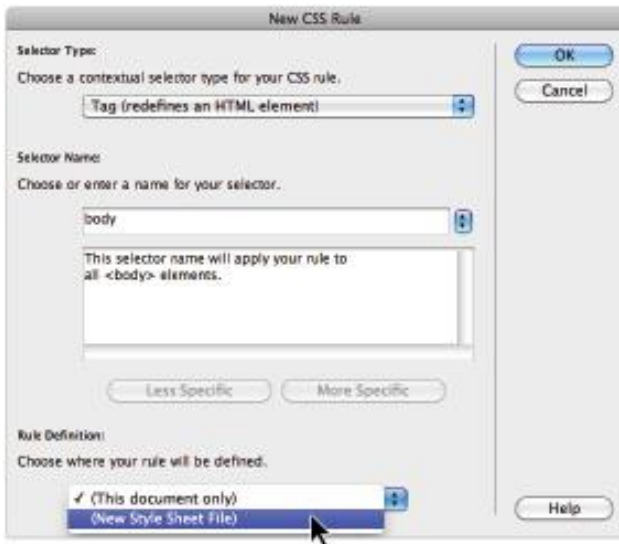 New CSS Rule
Selector Type:
OK
Choose a contextual selector type for your CSS rule.
Cancel
Tag (redefines an HTML element)
Selector Name:
Choose or enter a name for your selector.
body
This selector name will apply your rule to
all <body> elements.
Less Specific
More Specific
Rule Definition:
Choose where your rule will be defined.
✓ (This document only)
(New Style Sheet File)
Help